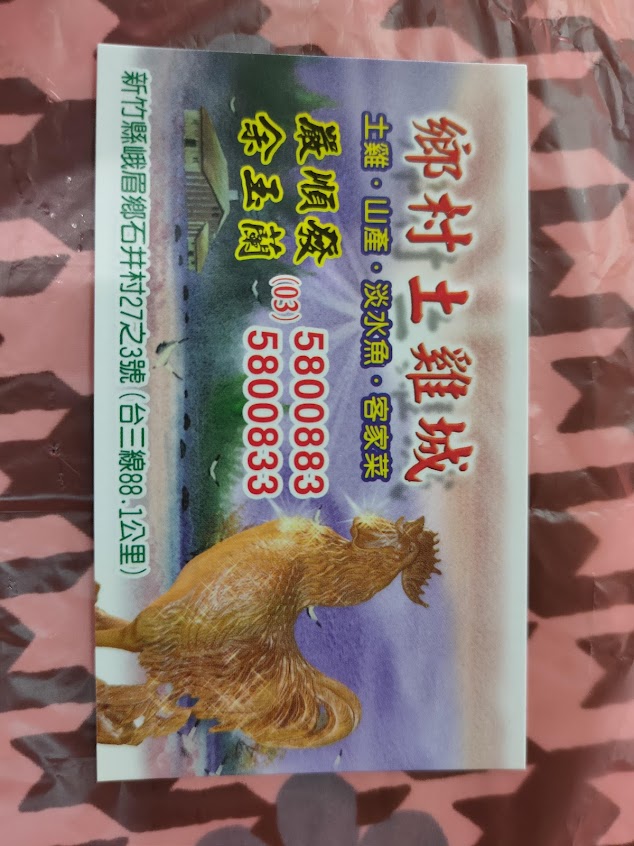 鄉村土雞城
土雞·山產·淡水魚·客家菜
嚴順發
余玉蘭
(03) 5800883
5800833
新竹縣峨眉鄉石井村27之3號（台三線88.1公里）